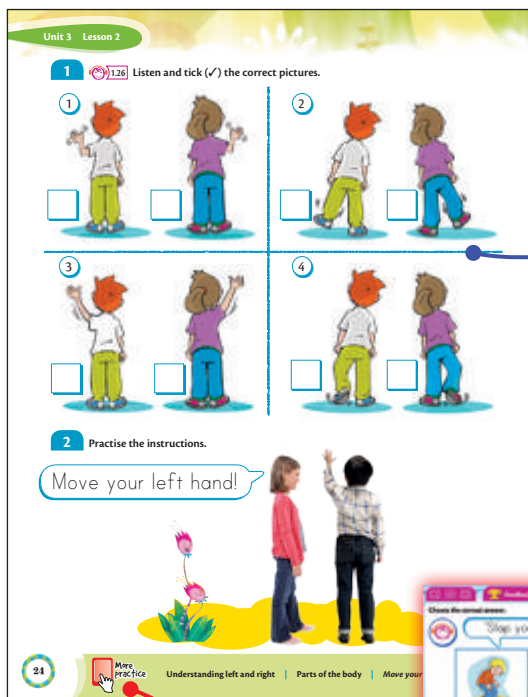 Unit 3 Lesson 2
1 1.26 Listen and tick (✓) the correct pictures.
1
2
3
4
2 Practise the instructions.
Move your left hand!
Choose the correct answer.
"Stop yo
24 More practice Understanding left and right | Parts of the body | Move your